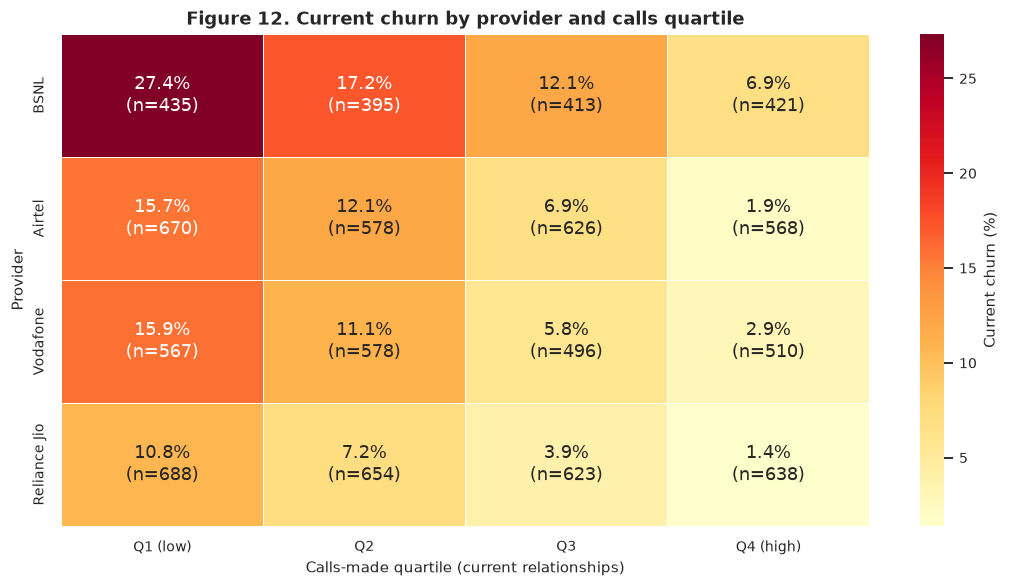 Figure 12. Current churn by provider and calls quartile
BSNL
27.4%
(n=435)
17.2%
(n=395)
12.1%
(n=413)
6.9%
(n=421)
Airtel
15.7%
(n=670)
12.1%
(n=578)
6.9%
(n=626)
1.9%
(n=568)
Vodafone
15.9%
(n=567)
11.1%
(n=578)
5.8%
(n=496)
2.9%
(n=510)
Reliance Jio
10.8%
(n=688)
7.2%
(n=654)
3.9%
(n=623)
1.4%
(n=638)
Provider
Q1 (low)
Q2
Q3
Q4 (high)
Calls-made quartile (current relationships)
25
20
15
10
5
Current churn (%)